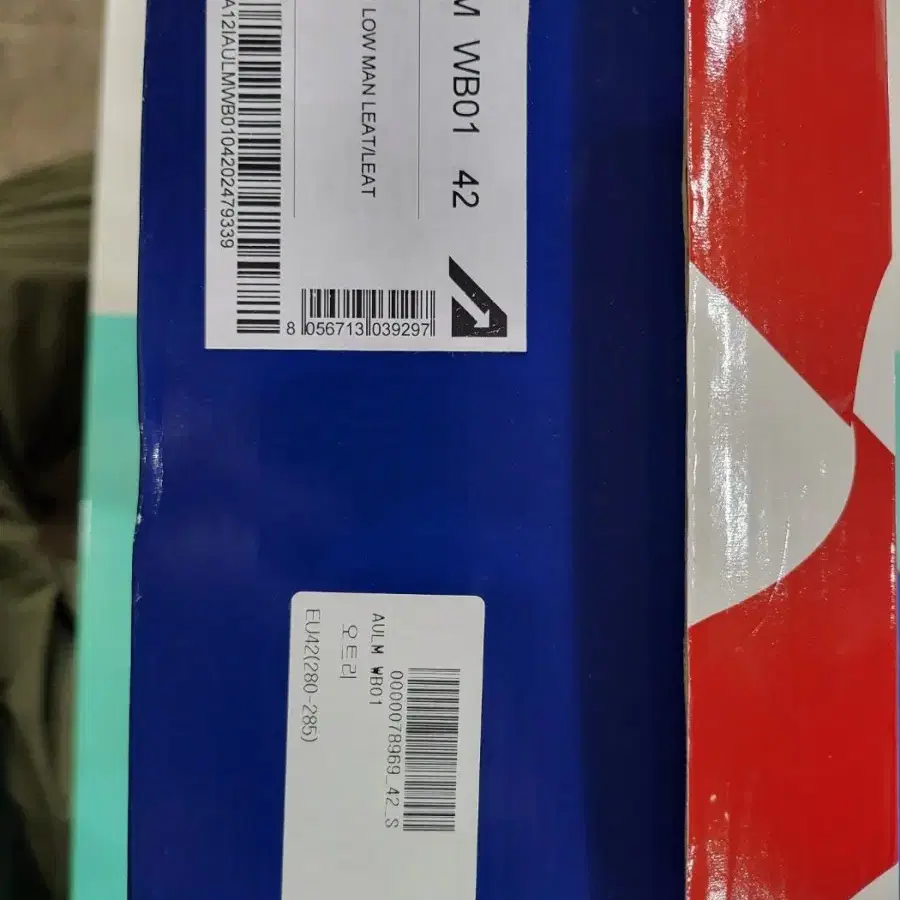 M WB01 42
LOW MAN LEAT/LEAT
A12IAULMWB0104202479339
8 056713 039297
0000078969_42_S
AULM WB01
오트리
EU42(280-285)